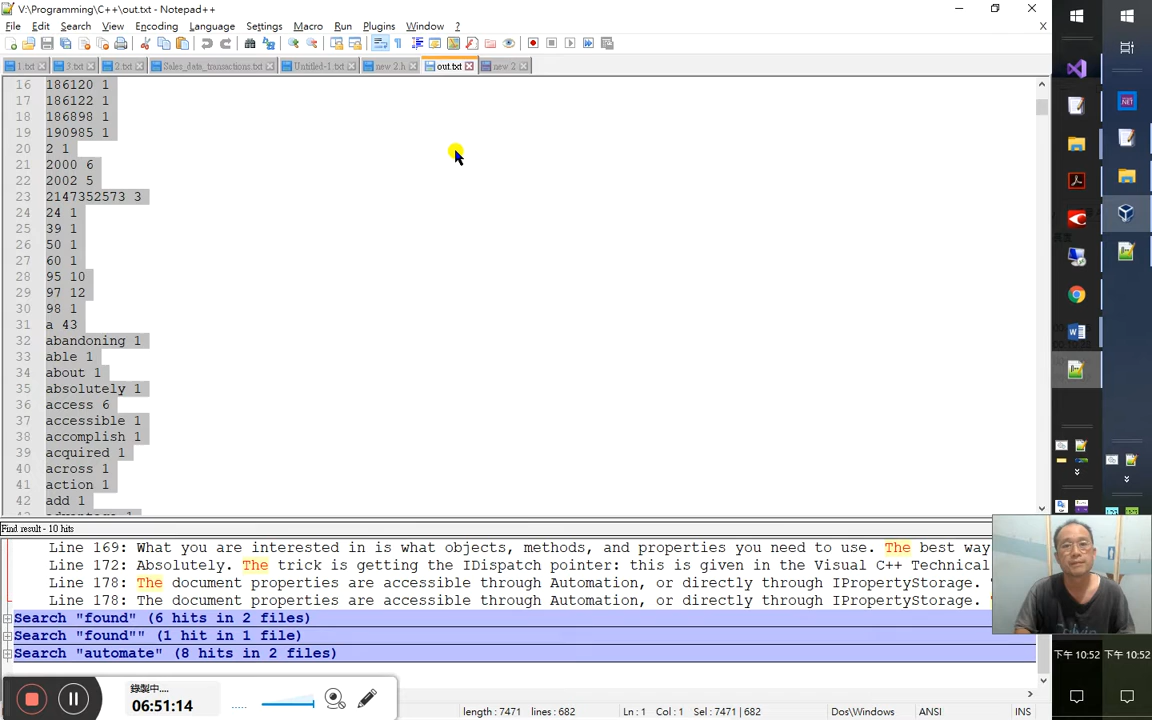 V:\Programming\C++\out.txt - Notepad++
File Edit Search View Encoding Language Settings Macro Run Plugins Window ?
1.txt 3.txt 2.txt Sales_data_transactions.txt Untitled-1.txt new 2.h out.txt new 2
16 186120 1
17 186122 1
18 186898 1
19 190985 1
20 2 1
21 2000 6
22 2002 5
23 2147352573 3
24 24 1
25 39 1
26 50 1
27 60 1
28 95 10
29 97 12
30 98 1
31 a 43
32 abandoning 1
33 able 1
34 about 1
35 absolutely 1
36 access 6
37 accessible 1
38 accomplish 1
39 acquired 1
40 across 1
41 action 1
42 add 1
Find result - 10 hits
Line 169: What you are interested in is what objects, methods, and properties you need to use. The best way
Line 172: Absolutely. The trick is getting the IDispatch pointer: this is given in the Visual C++ Technical
Line 178: The document properties are accessible through Automation, or directly through IPropertyStorage.
Line 178: The document properties are accessible through Automation, or directly through IPropertyStorage.
Search "found" (6 hits in 2 files)
Search "found"" (1 hit in 1 file)
Search "automate" (8 hits in 2 files)
錄製中....
06:51:14
length : 7471 lines : 682 Ln : 1 Col : 1 Sel : 7471 | 682 Dos\Windows ANSI INS
.NET
下午 10:52 下午 10:52